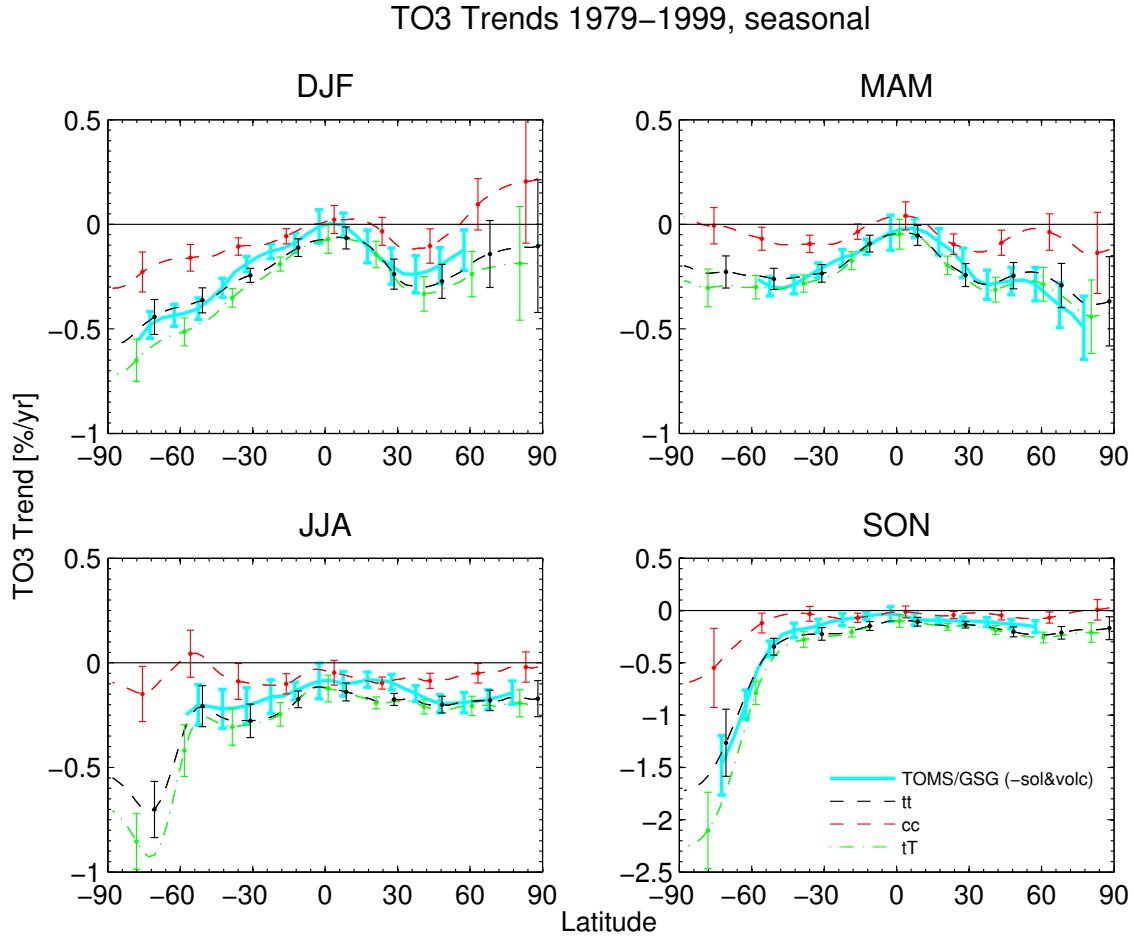 TO3 Trends 1979−1999, seasonal
DJF
0.5
0
−0.5
−1
−90 −60 −30 0 30 60 90
MAM
0.5
0
−0.5
−1
−90 −60 −30 0 30 60 90
TO3 Trend [%/yr]
JJA
0.5
0
−0.5
−1
−90 −60 −30 0 30 60 90
SON
0.5
0
−0.5
−1
−1.5
−2
−2.5
−90 −60 −30 0 30 60 90
TOMS/GSG (−sol&volc)
tt
cc
tT
Latitude